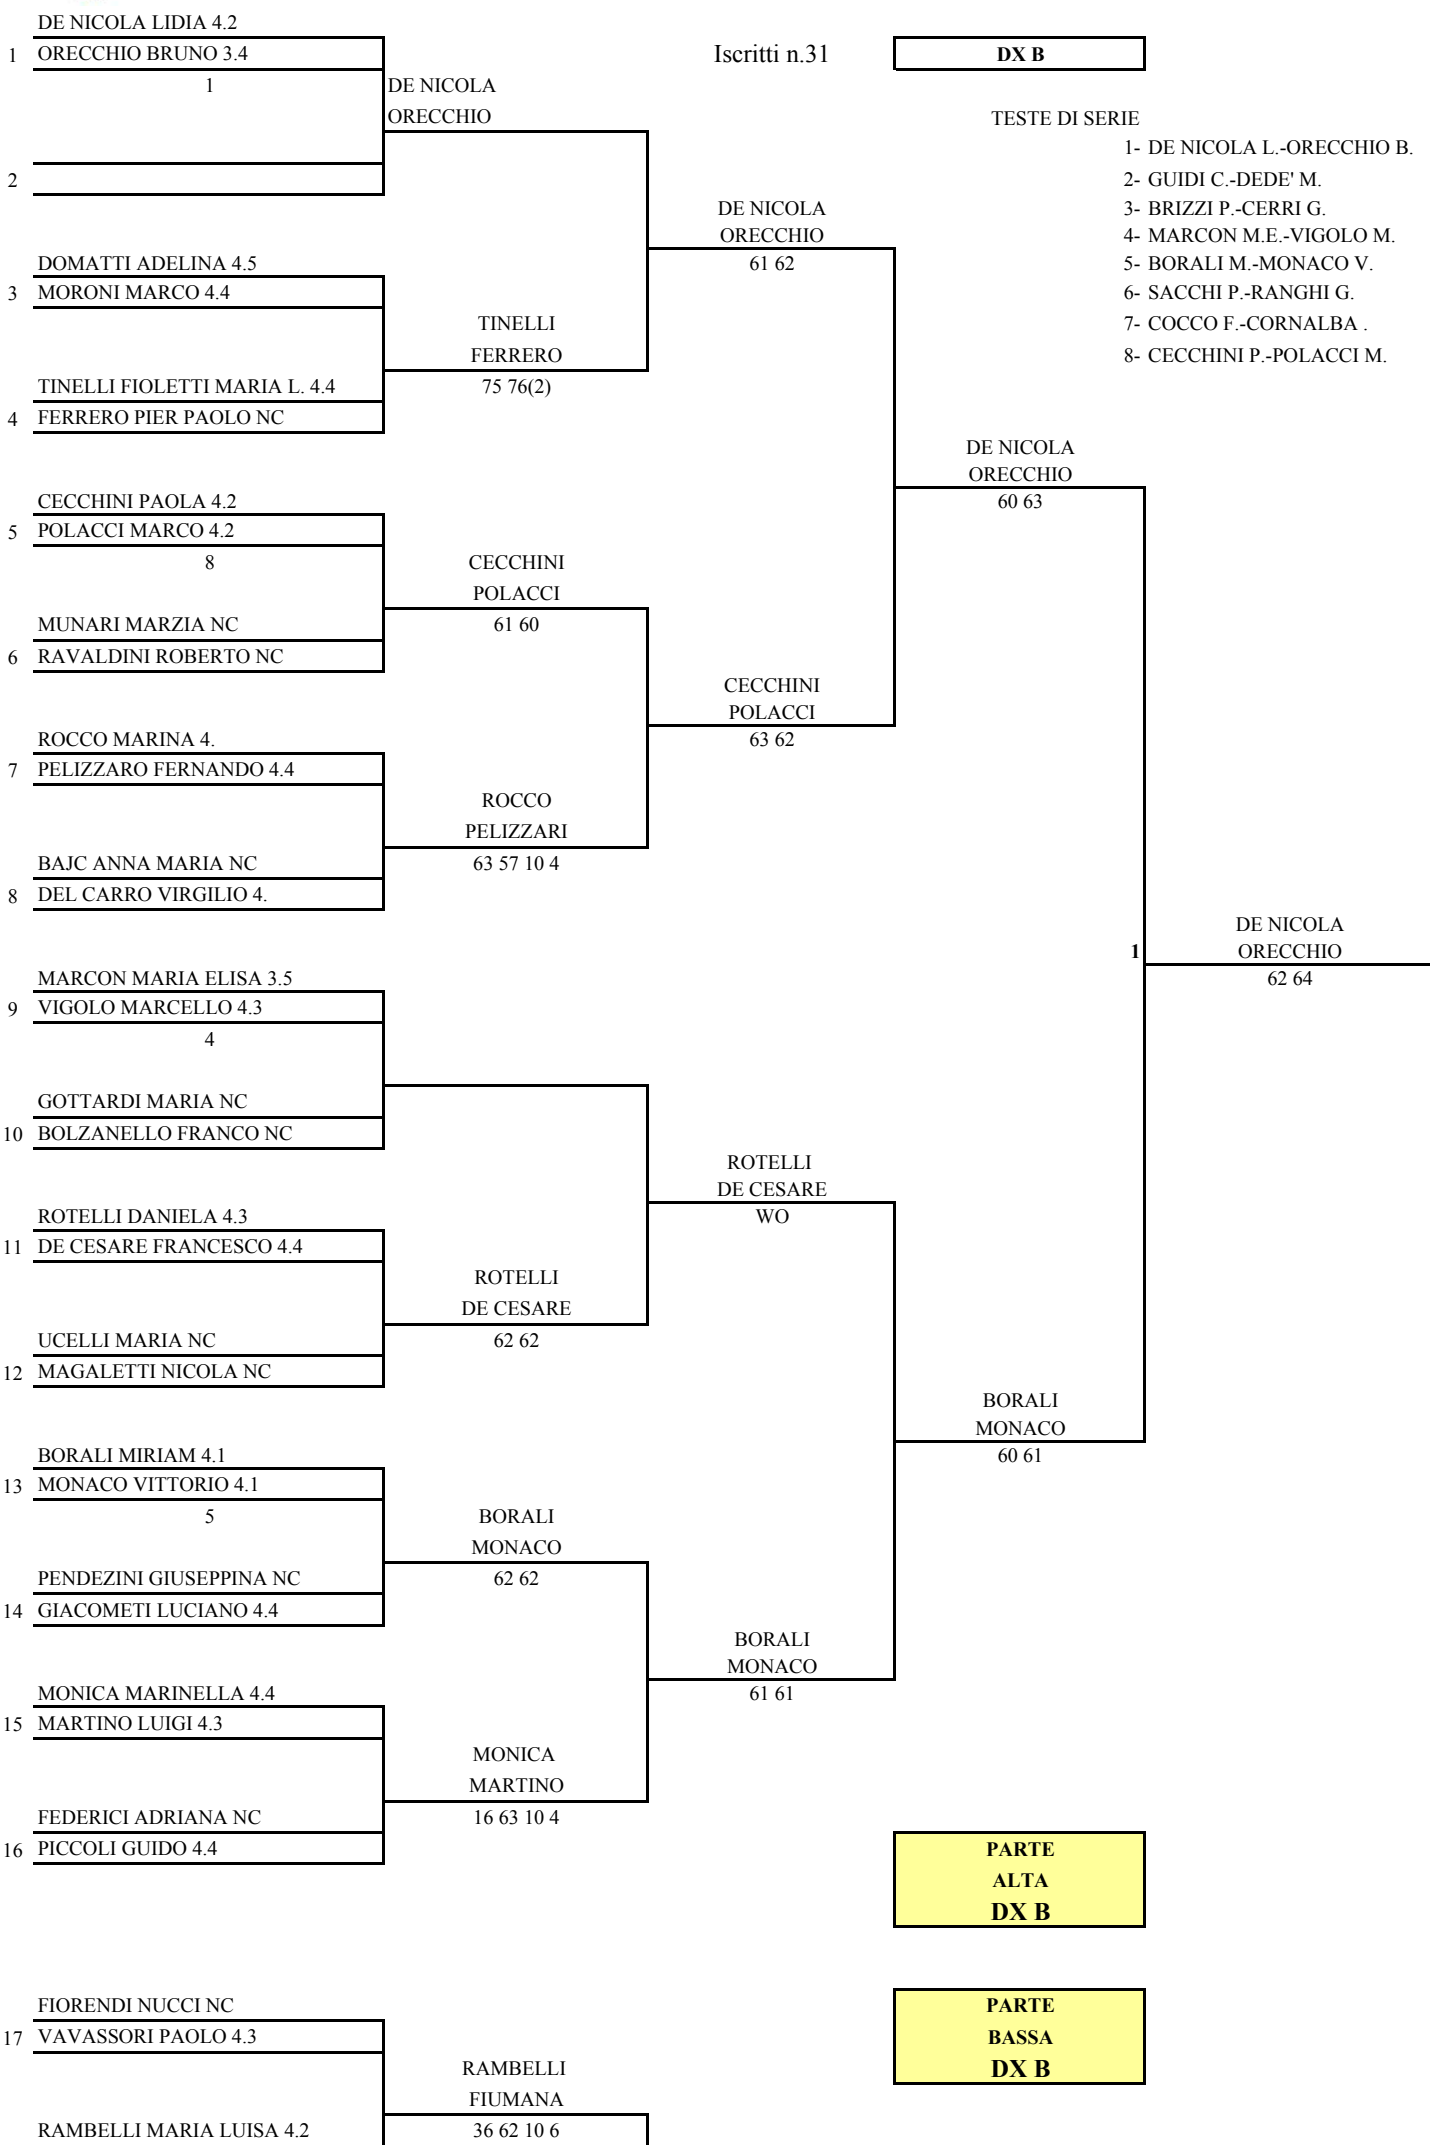 DE NICOLA LIDIA 4.2
1 ORECCHIO BRUNO 3.4
Iscritti n.31
DX B
1
DE NICOLA
ORECCHIO
TESTE DI SERIE
1- DE NICOLA L.-ORECCHIO B.
2- GUIDI C.-DEDE' M.
3- BRIZZI P.-CERRI G.
4- MARCON M.E.-VIGOLO M.
5- BORALI M.-MONACO V.
6- SACCHI P.-RANGHI G.
7- COCCO F.-CORNALBA .
8- CECCHINI P.-POLACCI M.
2
DE NICOLA
ORECCHIO
61 62
DOMATTI ADELINA 4.5
3 MORONI MARCO 4.4
TINELLI
FERRERO
75 76(2)
TINELLI FIOLETTI MARIA L. 4.4
4 FERRERO PIER PAOLO NC
DE NICOLA
ORECCHIO
60 63
CECCHINI PAOLA 4.2
5 POLACCI MARCO 4.2
8
CECCHINI
POLACCI
61 60
MUNARI MARZIA NC
6 RAVALDINI ROBERTO NC
CECCHINI
POLACCI
63 62
ROCCO MARINA 4.
7 PELIZZARO FERNANDO 4.4
ROCCO
PELIZZARI
63 57 10 4
BAJC ANNA MARIA NC
8 DEL CARRO VIRGILIO 4.
1
DE NICOLA
ORECCHIO
62 64
MARCON MARIA ELISA 3.5
9 VIGOLO MARCELLO 4.3
4
GOTTARDI MARIA NC
10 BOLZANELLO FRANCO NC
ROTELLI
DE CESARE
WO
ROTELLI DANIELA 4.3
11 DE CESARE FRANCESCO 4.4
ROTELLI
DE CESARE
62 62
UCELLI MARIA NC
12 MAGALETTI NICOLA NC
BORALI
MONACO
60 61
BORALI MIRIAM 4.1
13 MONACO VITTORIO 4.1
5
BORALI
MONACO
62 62
PENDEZINI GIUSEPPINA NC
14 GIACOMETI LUCIANO 4.4
BORALI
MONACO
61 61
MONICA MARINELLA 4.4
15 MARTINO LUIGI 4.3
MONICA
MARTINO
16 63 10 4
FEDERICI ADRIANA NC
16 PICCOLI GUIDO 4.4
PARTE
ALTA
DX B
FIORENDI NUCCI NC
17 VAVASSORI PAOLO 4.3
PARTE
BASSA
DX B
RAMBELLI
FIUMANA
36 62 10 6
RAMBELLI MARIA LUISA 4.2